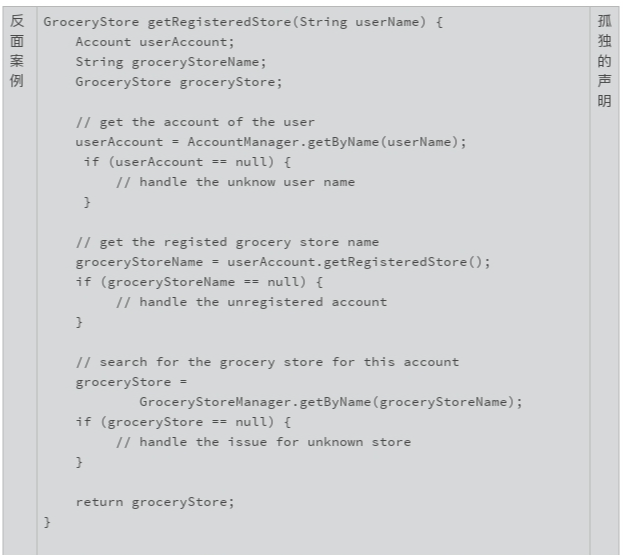 反面案例
GroceryStore getRegisteredStore(String userName) {
    Account userAccount;
    String groceryStoreName;
    GroceryStore groceryStore;

    // get the account of the user
    userAccount = AccountManager.getByName(userName);
     if (userAccount == null) {
         // handle the unknow user name
     }

    // get the registed grocery store name
    groceryStoreName = userAccount.getRegisteredStore();
    if (groceryStoreName == null) {
         // handle the unregistered account
    }

    // search for the grocery store for this account
    groceryStore =
            GroceryStoreManager.getByName(groceryStoreName);
    if (groceryStore == null) {
         // handle the issue for unknown store
    }

    return groceryStore;
}
孤独的声明